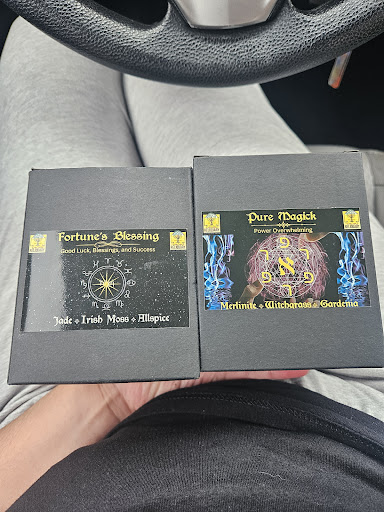 Fortune's Blessing
Good Luck, Blessings, and Success
Jade + Irish Moss + Allspice
Pure Magick
Power Overwhelming
Merlinite + Witchgrass + Gardenia